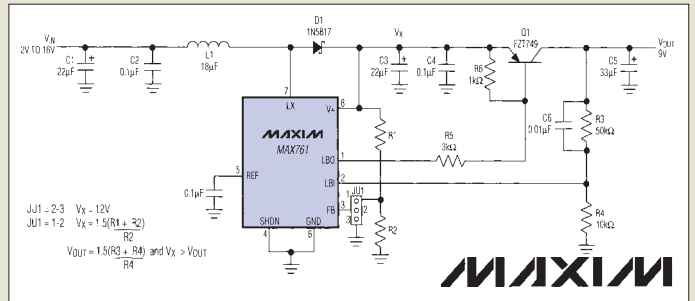 VIN
2V TO 16V
C1
22µF
C2
0.1µF
L1
18µF
D1
1N5817
VX
C3
22µF
C4
0.1µF
R6
1kΩ
Q1
FZT749
VOUT
9V
C5
33µF
7
LX
V+
8
MAXIM
MAX761
R1
R5
3kΩ
LBO
1
C6
0.01µF
R3
50kΩ
5
REF
LBI
2
0.1µF
FB
3
JU1
1
2
3
R2
R4
10kΩ
SHDN
4
GND
6
JU1 = 2-3 VX = 12V
JU1 = 1-2 VX = 1.5(R1 + R2)
R2
VOUT = 1.5(R3 + R4) and VX > VOUT
R4
MAXIM